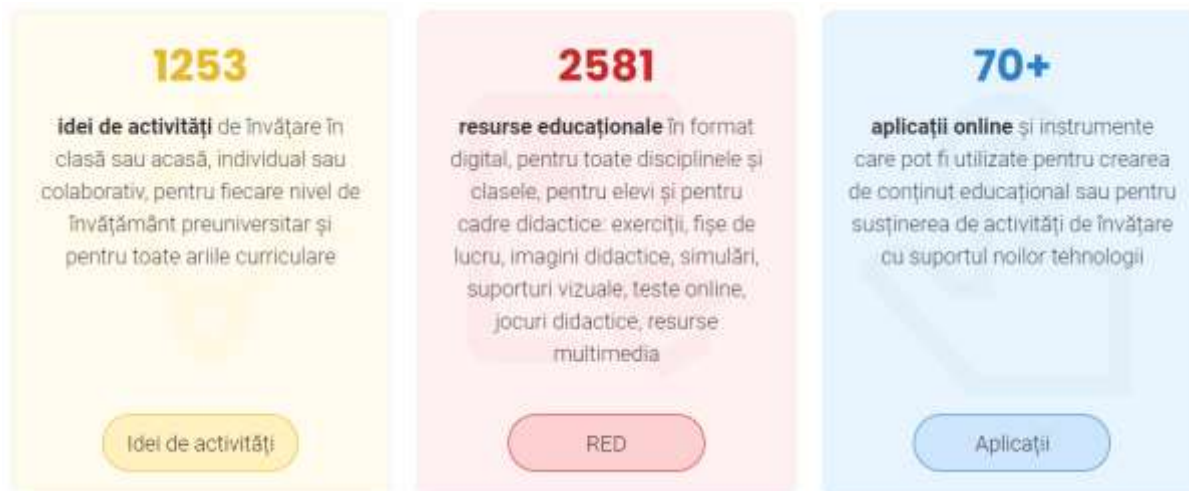 1253
idei de activități de învățare în
clasă sau acasă, individual sau
colaborativ, pentru fiecare nivel de
învățământ preuniversitar și
pentru toate ariile curriculare
Idei de activități
2581
resurse educaționale în format
digital, pentru toate disciplinele și
clasele, pentru elevi și pentru
cadre didactice: exerciții, fișe de
lucru, imagini didactice, simulări,
suporturi vizuale, teste online,
jocuri didactice, resurse
multimedia
RED
70+
aplicații online și instrumente
care pot fi utilizate pentru crearea
de conținut educațional sau pentru
susținerea de activități de învățare
cu suportul noilor tehnologii
Aplicații